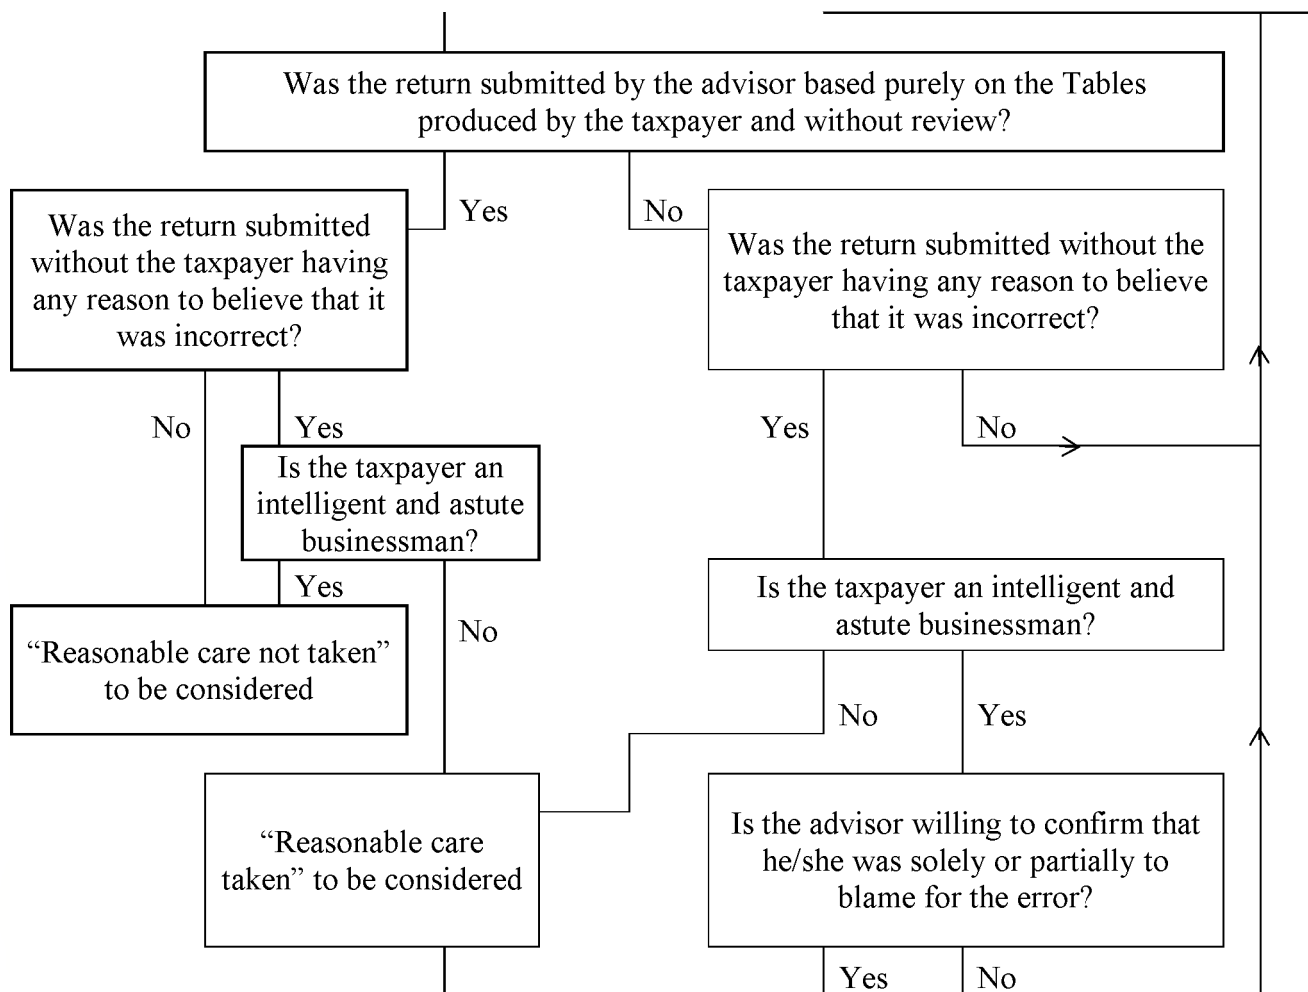 Was the return submitted by the advisor based purely on the Tables
produced by the taxpayer and without review?
Yes
No
Was the return submitted
without the taxpayer having
any reason to believe that it
was incorrect?
Was the return submitted without the
taxpayer having any reason to believe
that it was incorrect?
No
Yes
Yes
No
Is the taxpayer an
intelligent and astute
businessman?
Yes
No
Is the taxpayer an intelligent and
astute businessman?
“Reasonable care not taken”
to be considered
No
Yes
“Reasonable care
taken” to be considered
Is the advisor willing to confirm that
he/she was solely or partially to
blame for the error?
Yes
No